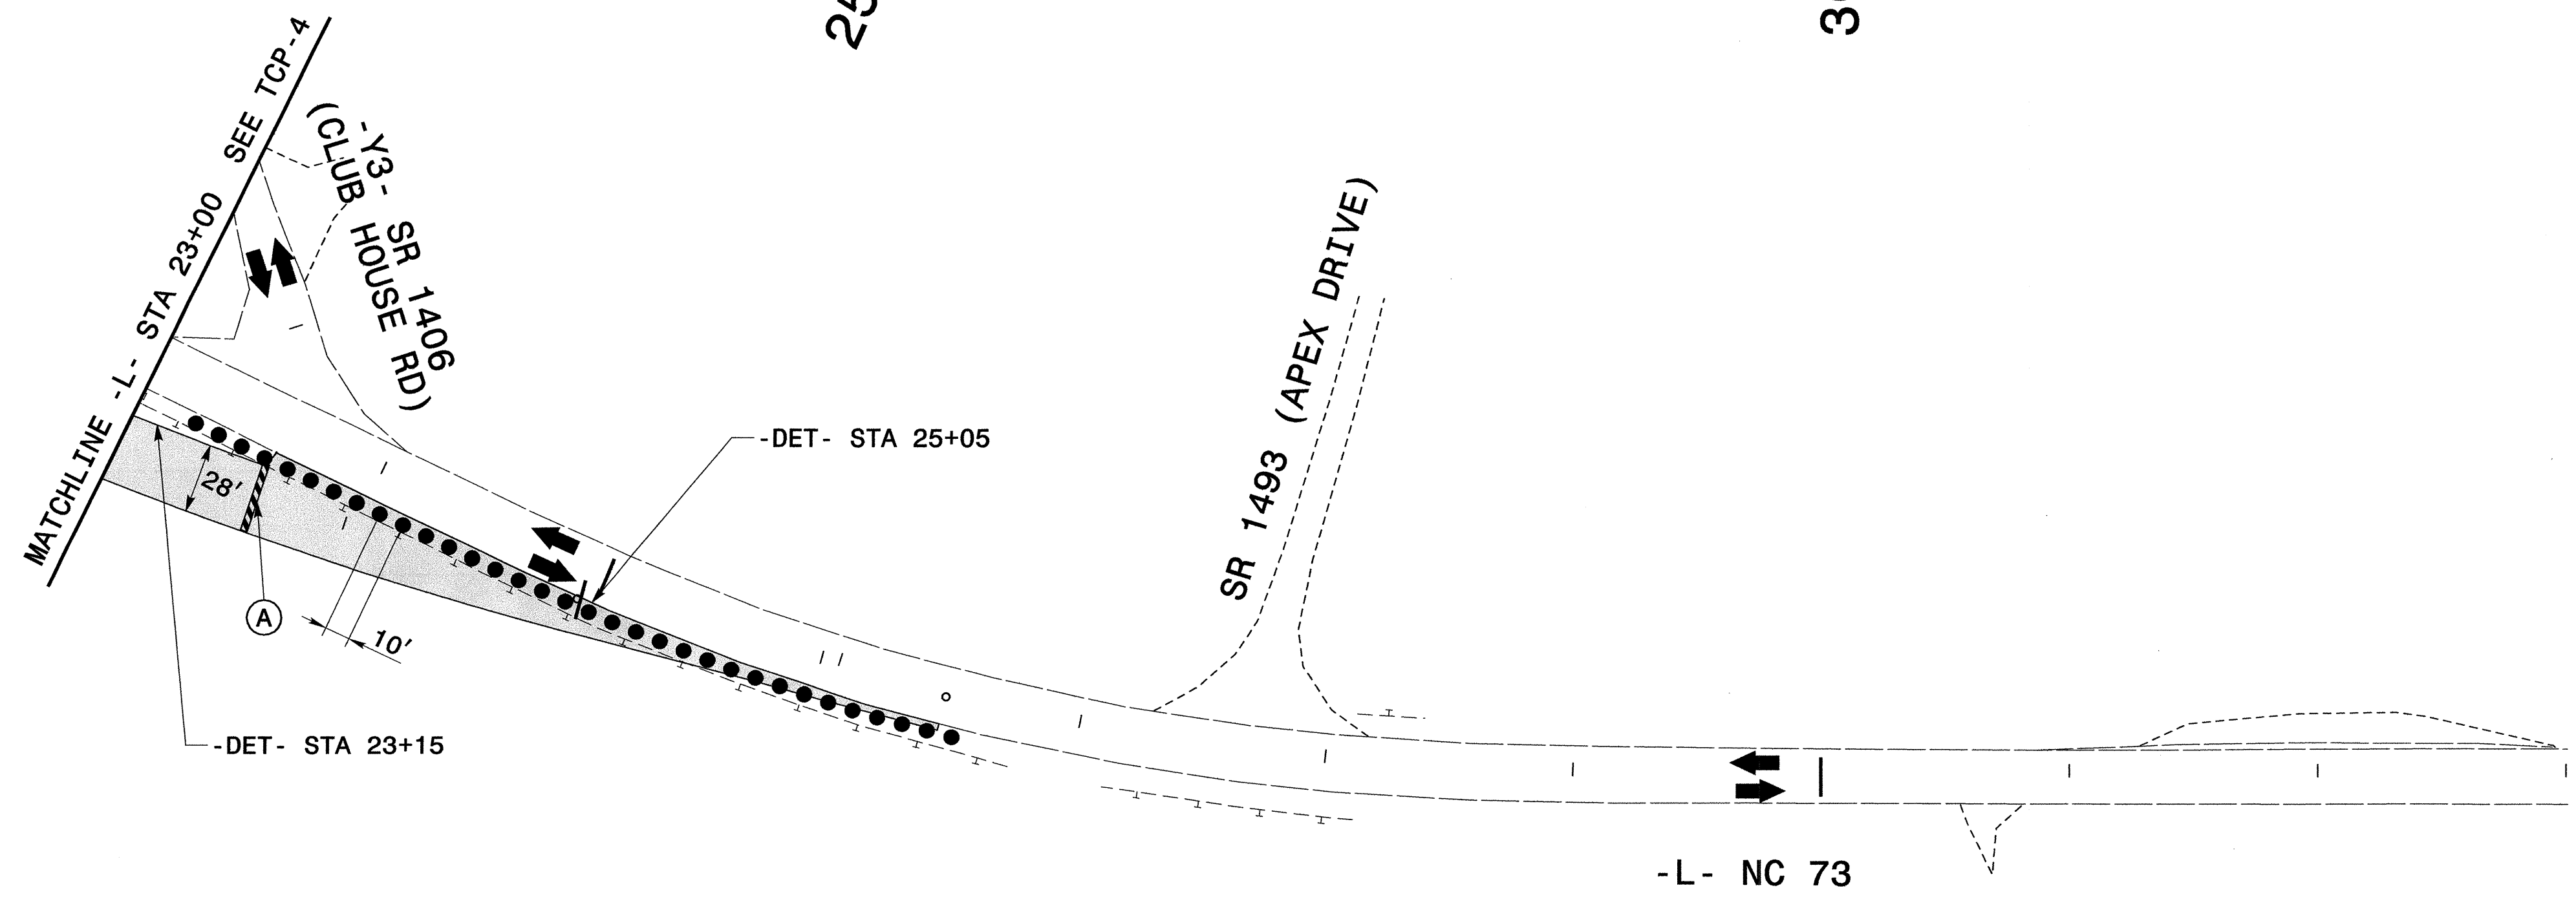 25
MATCHLINE -L- STA 23+00 SEE TCP-4
-Y3- SR 1406
(CLUB HOUSE RD)
28'
A
10'
-DET- STA 25+05
-DET- STA 23+15
SR 1493 (APEX DRIVE)
-L- NC 73